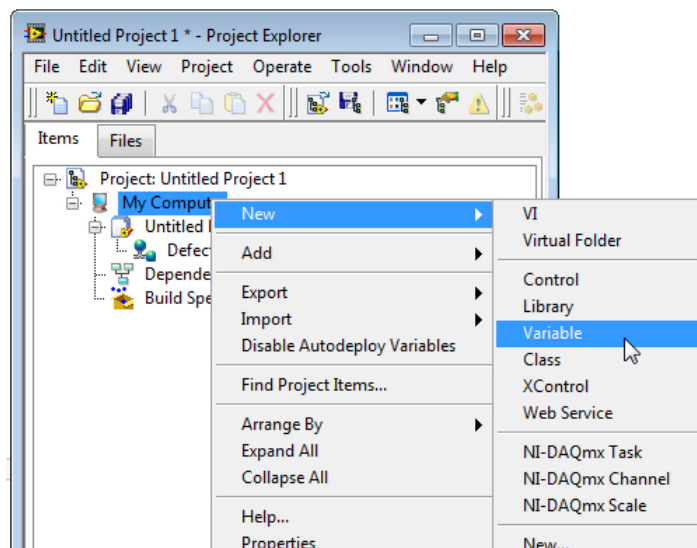 Untitled Project 1 * - Project Explorer
File Edit View Project Operate Tools Window Help
Items Files
Project: Untitled Project 1
My Comput
Untitled
Defec
Depende
Build Spe
New
Add
Export
Import
Disable Autodeploy Variables
Find Project Items...
Arrange By
Expand All
Collapse All
Help...
Properties
VI
Virtual Folder
Control
Library
Variable
Class
XControl
Web Service
NI-DAQmx Task
NI-DAQmx Channel
NI-DAQmx Scale
New...